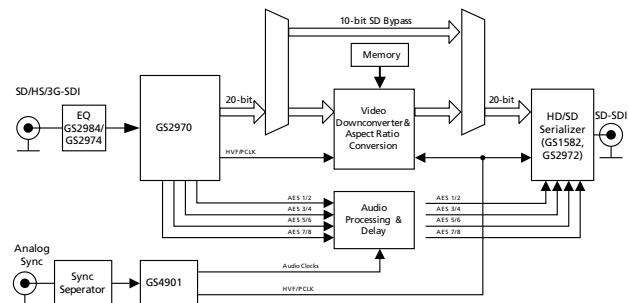 10-bit SD Bypass
Memory
SD/HS/3G-SDI
EQ
GS2984/
GS2974
GS2970
20-bit
Video
Downconverter&
Aspect Ratio
Conversion
20-bit
HD/SD
Serializer
(GS1582,
GS2972)
SD-SDI
HVF/PCLK
AES 1/2
AES 3/4
AES 5/6
AES 7/8
Audio
Processing &
Delay
AES 1/2
AES 3/4
AES 5/6
AES 7/8
Analog
Sync
Sync
Seperator
GS4901
Audio Clocks
HVF/PCLK